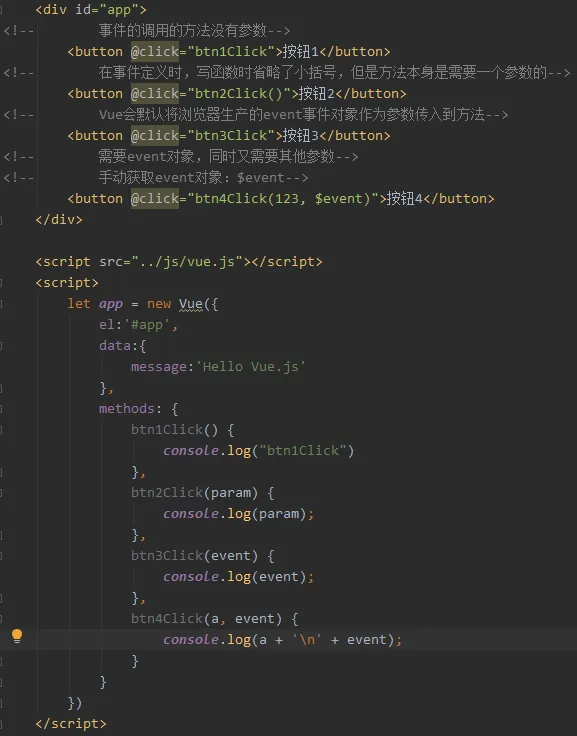 <div id="app">
<!-- 事件的调用的方法没有参数-->
<button @click="btn1Click">按钮1</button>
<!-- 在事件定义时，写函数时省略了小括号，但是方法本身是需要一个参数的-->
<button @click="btn2Click()">按钮2</button>
<!-- Vue会默认将浏览器生产的event事件对象作为参数传入到方法-->
<button @click="btn3Click">按钮3</button>
<!-- 需要event对象，同时又需要其他参数-->
<!-- 手动获取event对象：$event-->
<button @click="btn4Click(123, $event)">按钮4</button>
</div>
<script src="../js/vue.js"></script>
<script>
let app = new Vue({
el:'#app',
data:{
message:'Hello Vue.js'
},
methods: {
btn1Click() {
console.log("btn1Click")
},
btn2Click(param) {
console.log(param);
},
btn3Click(event) {
console.log(event);
},
btn4Click(a, event) {
console.log(a + '\n' + event);
}
}
})
</script>